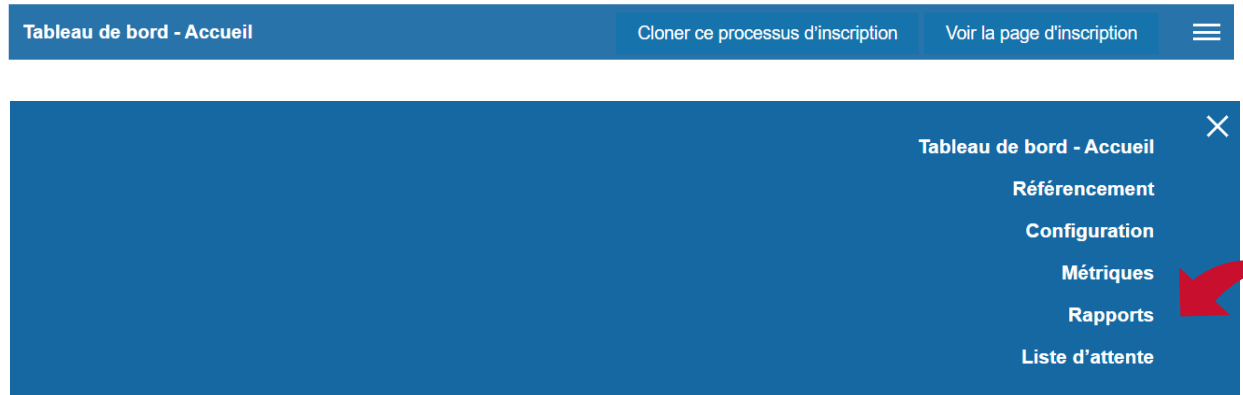 Tableau de bord - Accueil
Cloner ce processus d'inscription
Voir la page d'inscription
Tableau de bord - Accueil
Référencement
Configuration
Métriques
Rapports
Liste d’attente